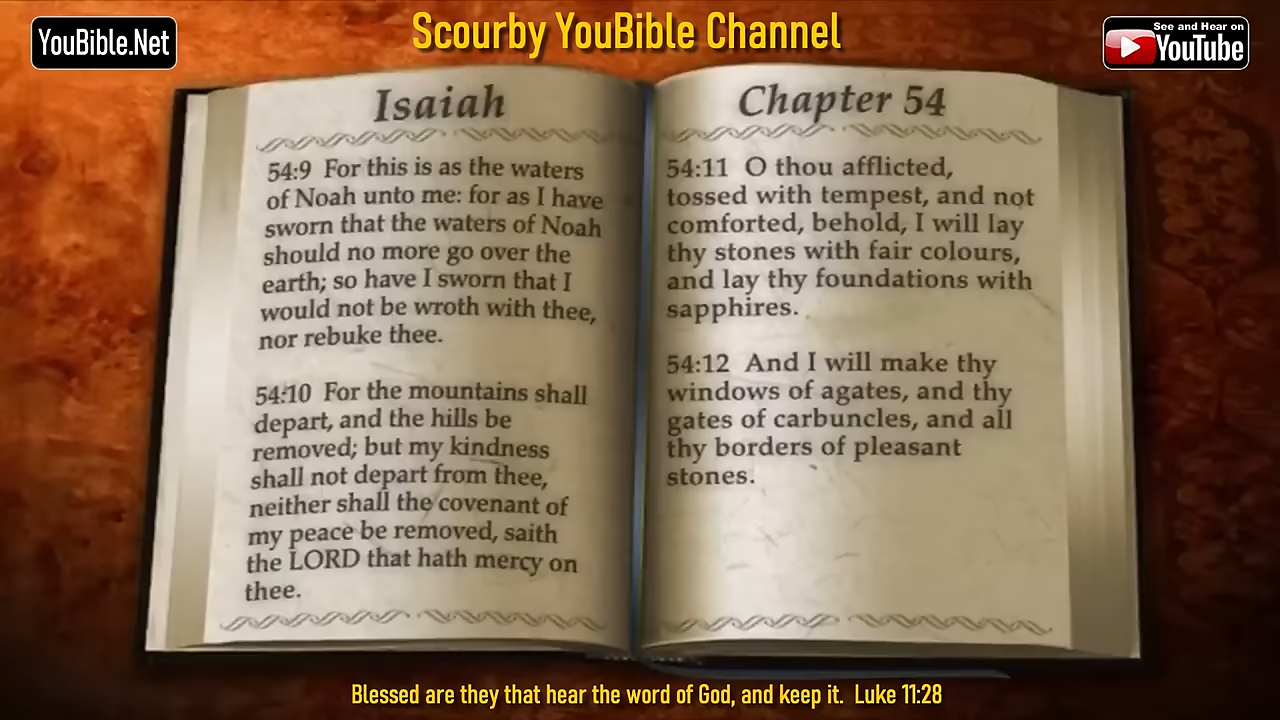 YouBible.Net
Scourby YouBible Channel
See and Hear on
YouTube
Isaiah
54:9 For this is as the waters
of Noah unto me: for as I have
sworn that the waters of Noah
should no more go over the
earth; so have I sworn that I
would not be wroth with thee,
nor rebuke thee.
54:10 For the mountains shall
depart, and the hills be
removed; but my kindness
shall not depart from thee,
neither shall the covenant of
my peace be removed, saith
the LORD that hath mercy on
thee.
Chapter 54
54:11 O thou afflicted,
tossed with tempest, and not
comforted, behold, I will lay
thy stones with fair colours,
and lay thy foundations with
sapphires.
54:12 And I will make thy
windows of agates, and thy
gates of carbuncles, and all
thy borders of pleasant
stones.
Blessed are they that hear the word of God, and keep it. Luke 11:28